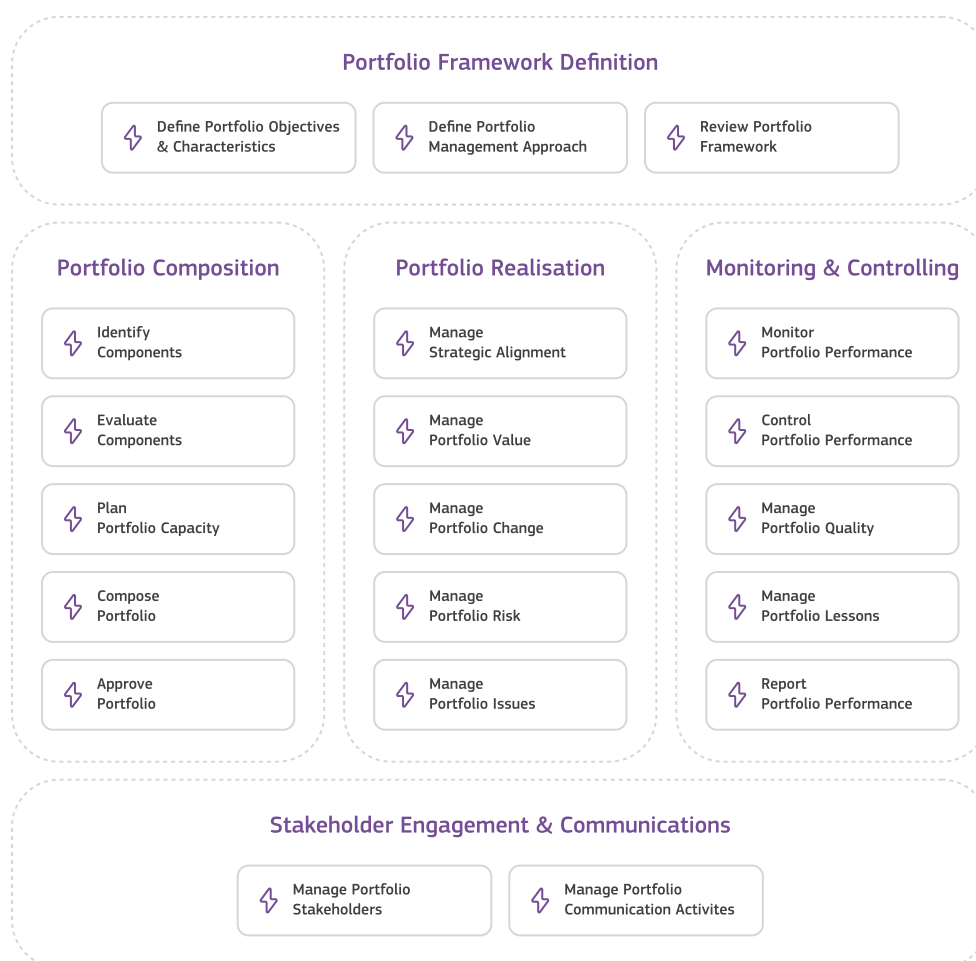 Portfolio Framework Definition
Define Portfolio Objectives
& Characteristics
Define Portfolio
Management Approach
Review Portfolio
Framework
Portfolio Composition
Identify
Components
Evaluate
Components
Plan
Portfolio Capacity
Compose
Portfolio
Approve
Portfolio
Portfolio Realisation
Manage
Strategic Alignment
Manage
Portfolio Value
Manage
Portfolio Change
Manage
Portfolio Risk
Manage
Portfolio Issues
Monitoring & Controlling
Monitor
Portfolio Performance
Control
Portfolio Performance
Manage
Portfolio Quality
Manage
Portfolio Lessons
Report
Portfolio Performance
Stakeholder Engagement & Communications
Manage Portfolio
Stakeholders
Manage Portfolio
Communication Activites